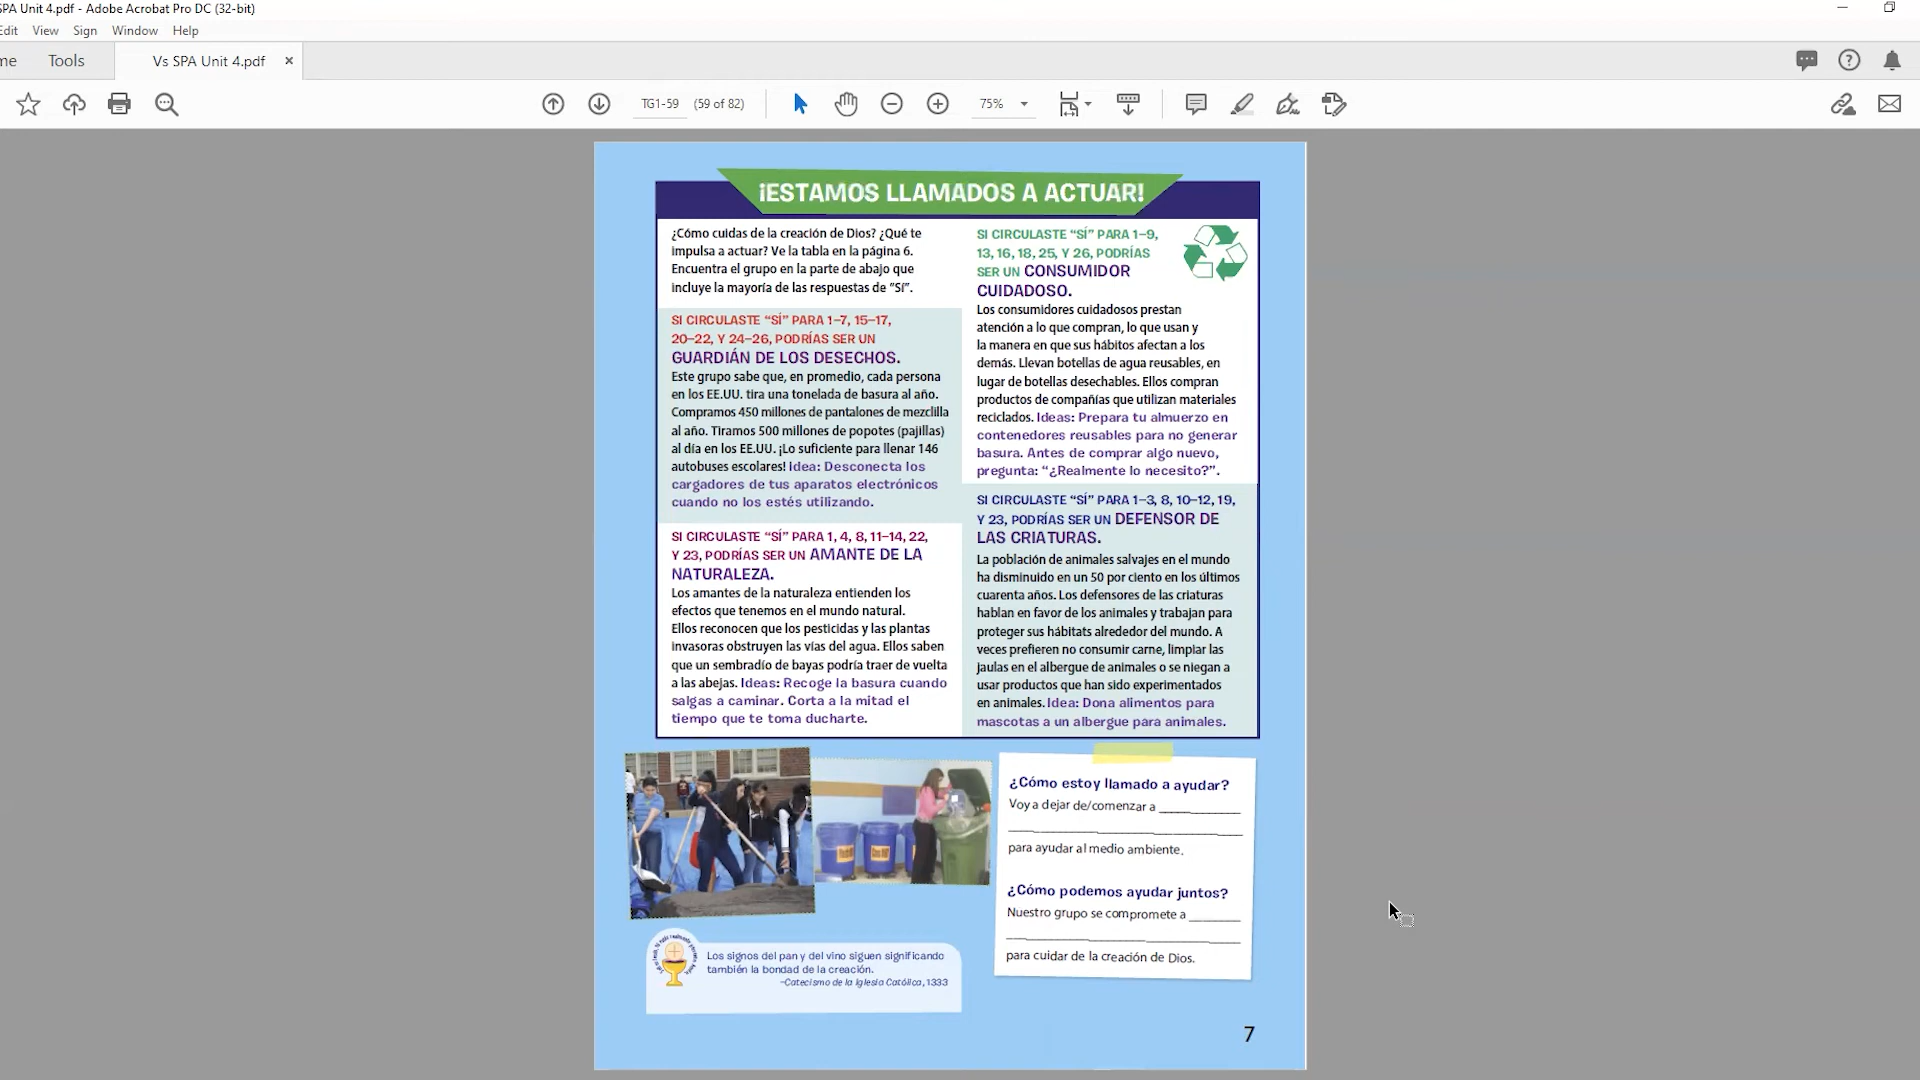 SPA Unit 4.pdf - Adobe Acrobat Pro DC (32-bit)
Edit View Sign Window Help
me Tools Vs SPA Unit 4.pdf ×
TG1-59 (59 of 82) 75%
¡ESTAMOS LLAMADOS A ACTUAR!
¿Cómo cuidas de la creación de Dios? ¿Qué te
impulsa a actuar? Ve la tabla en la página 6.
Encuentra el grupo en la parte de abajo que
incluye la mayoría de las respuestas de “Sí”.
SI CIRCULASTE “SÍ” PARA 1–7, 15–17,
20–22, Y 24–26, PODRÍAS SER UN
GUARDIÁN DE LOS DESECHOS.
Este grupo sabe que, en promedio, cada persona
en los EE.UU. tira una tonelada de basura al año.
Compramos 450 millones de pantalones de mezclilla
al año. Tiramos 500 millones de popotes (pajillas)
al día en los EE.UU. ¡Lo suficiente para llenar 146
autobuses escolares! Idea: Desconecta los
cargadores de tus aparatos electrónicos
cuando no los estés utilizando.
SI CIRCULASTE “SÍ” PARA 1, 4, 8, 11–14, 22,
Y 23, PODRÍAS SER UN AMANTE DE LA
NATURALEZA.
Los amantes de la naturaleza entienden los
efectos que tenemos en el mundo natural.
Ellos reconocen que los pesticidas y las plantas
invasoras obstruyen las vías del agua. Ellos saben
que un sembradío de bayas podría traer de vuelta
a las abejas. Ideas: Recoge la basura cuando
salgas a caminar. Corta a la mitad el
tiempo que te toma ducharte.
SI CIRCULASTE “SÍ” PARA 1–9,
13, 16, 18, 25, Y 26, PODRÍAS
SER UN CONSUMIDOR
CUIDADOSO.
Los consumidores cuidadosos prestan
atención a lo que compran, lo que usan y
la manera en que sus hábitos afectan a los
demás. Llevan botellas de agua reusables, en
lugar de botellas desechables. Ellos compran
productos de compañías que utilizan materiales
reciclados. Ideas: Prepara tu almuerzo en
contenedores reusables para no generar
basura. Antes de comprar algo nuevo,
pregunta: “¿Realmente lo necesito?”.
SI CIRCULASTE “SÍ” PARA 1–3, 8, 10–12, 19,
Y 23, PODRÍAS SER UN DEFENSOR DE
LAS CRIATURAS.
La población de animales salvajes en el mundo
ha disminuido en un 50 por ciento en los últimos
cuarenta años. Los defensores de las criaturas
hablan en favor de los animales y trabajan para
proteger sus hábitats alrededor del mundo. A
veces prefieren no consumir carne, limpiar las
jaulas en el albergue de animales o se niegan a
usar productos que han sido experimentados
en animales. Idea: Dona alimentos para
mascotas a un albergue para animales.
¿Cómo estoy llamado a ayudar?
Voy a dejar de/comenzar a
para ayudar al medio ambiente.
¿Cómo podemos ayudar juntos?
Nuestro grupo se compromete a
para cuidar de la creación de Dios.
Los signos del pan y del vino siguen significando
también la bondad de la creación.
–Catecismo de la Iglesia Católica, 1333
7